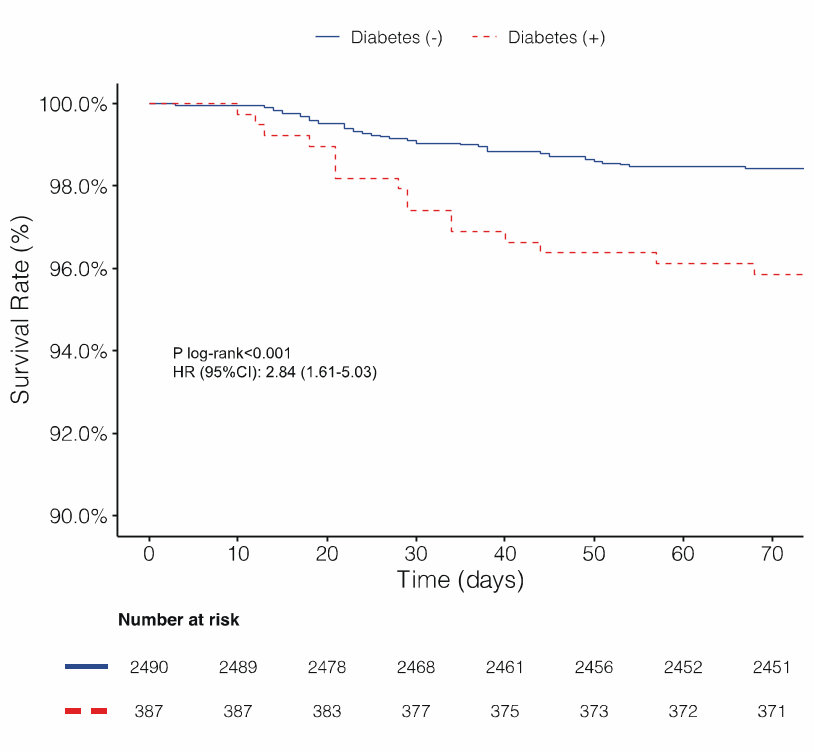 Diabetes (-) Diabetes (+)
100.0%
98.0%
96.0%
94.0%
92.0%
90.0%
Survival Rate (%)
P log-rank<0.001
HR (95%CI): 2.84 (1.61-5.03)
0 10 20 30 40 50 60 70
Time (days)
Number at risk
2490 2489 2478 2468 2461 2456 2452 2451
387 387 383 377 375 373 372 371